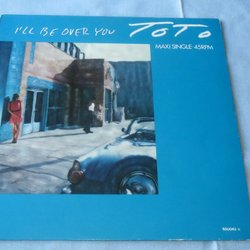 I'LL BE OVER YOU TOTO
MAXI SINGLE·45RPM